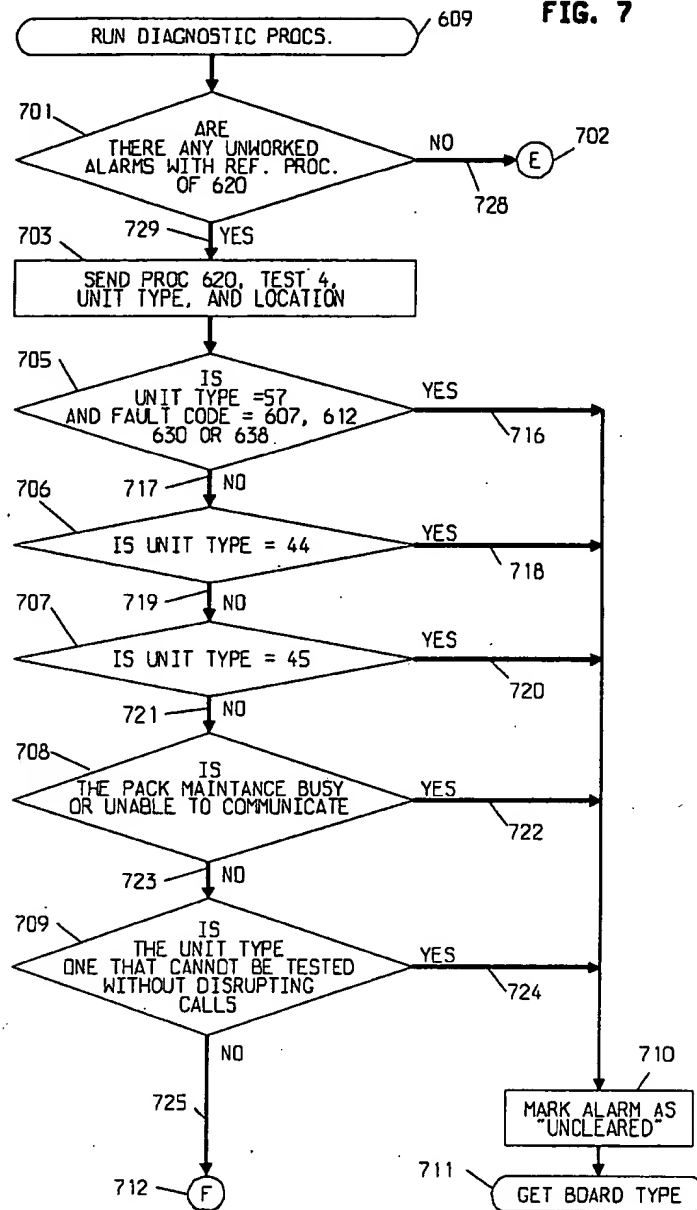 FIG. 7
609
RUN DIAGNOSTIC PROCS.
701
ARE
THERE ANY UNWORKED
ALARMS WITH REF. PROC.
OF 620
NO
728
E
702
729
YES
703
SEND PROC 620, TEST 4,
UNIT TYPE, AND LOCATION
705
IS
UNIT TYPE =57
AND FAULT CODE = 607, 612
630 OR 638
YES
716
717
NO
706
IS UNIT TYPE = 44
YES
718
719
NO
707
IS UNIT TYPE = 45
YES
720
721
NO
708
IS
THE PACK MAINTANCE BUSY
OR UNABLE TO COMMUNICATE
YES
722
723
NO
709
IS
THE UNIT TYPE
ONE THAT CANNOT BE TESTED
WITHOUT DISRUPTING
CALLS
YES
724
NO
725
710
MARK ALARM AS
"UNCLEARED"
711
GET BOARD TYPE
712
F